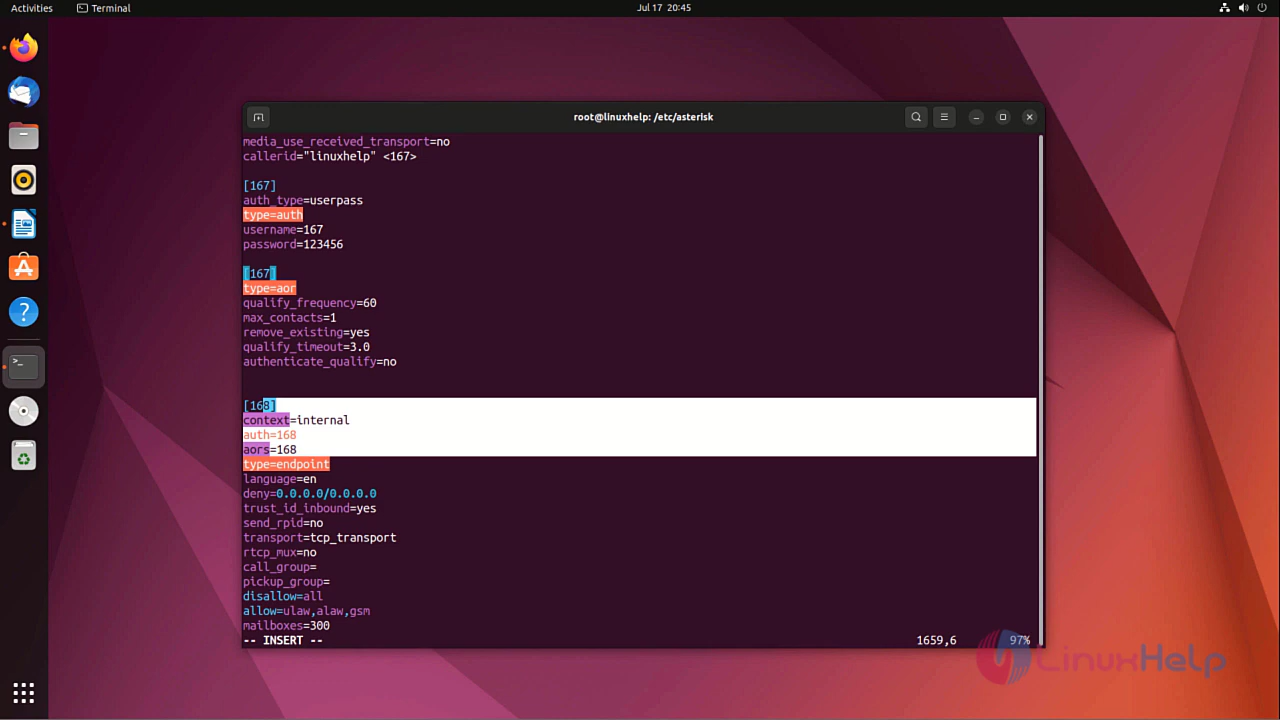 Activities
Terminal
Jul 17 20:45
root@linuxhelp: /etc/asterisk
media_use_received_transport=no
callerid="linuxhelp" <167>
[167]
auth_type=userpass
type=auth
username=167
password=123456
[167]
type=aor
qualify_frequency=60
max_contacts=1
remove_existing=yes
qualify_timeout=3.0
authenticate_qualify=no
[168]
context=internal
auth=168
aors=168
type=endpoint
language=en
deny=0.0.0.0/0.0.0.0
trust_id_inbound=yes
send_rpid=no
transport=tcp_transport
rtcp_mux=no
call_group=
pickup_group=
disallow=all
allow=ulaw,alaw,gsm
mailboxes=300
-- INSERT --
1659,6
97%
LinuxHelp